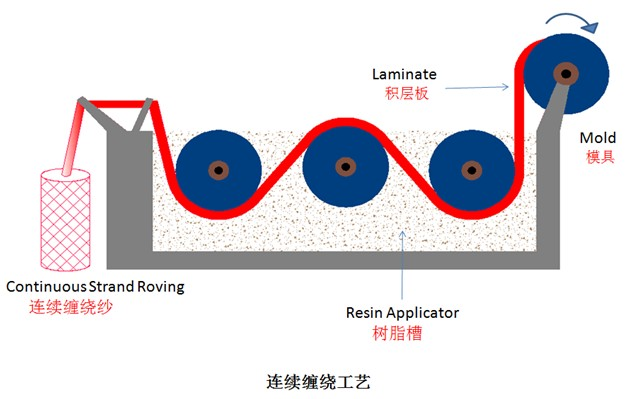 Laminate
积层板
Mold
模具
Continuous Strand Roving
连续缠绕纱
Resin Applicator
树脂槽
连续缠绕工艺